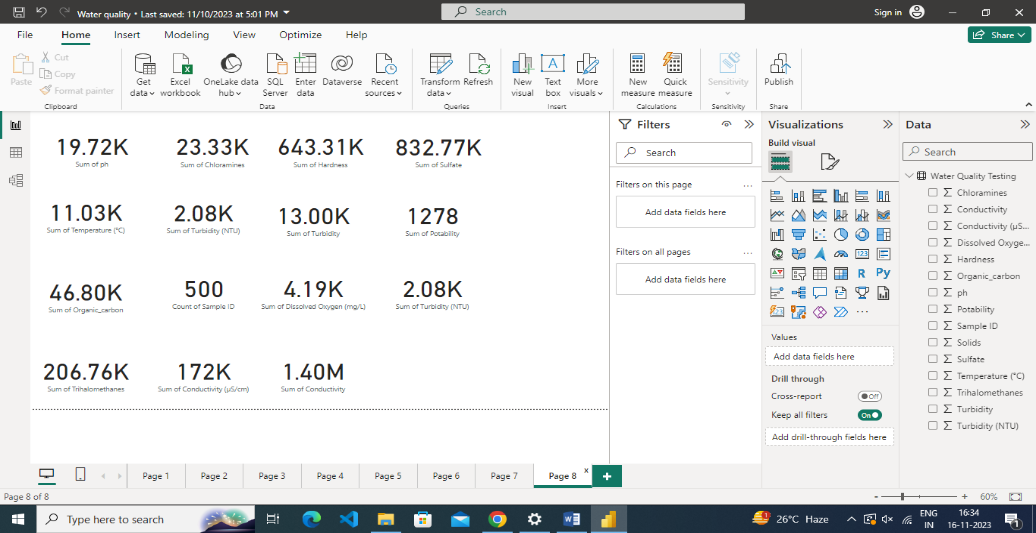 Water quality • Last saved: 11/10/2023 at 5:01 PM
Search
Sign in
File Home Insert Modeling View Optimize Help
Share
Paste
Cut
Copy
Format painter
Get data
Excel workbook
OneLake data hub
SQL Server
Enter data
Dataverse
Recent sources
Transform data
Refresh
New visual
Text box
More visuals
New measure
Quick measure
Sensitivity
Publish
Clipboard
Data
Queries
Insert
Calculations
Sensitivity
Share
19.72K
Sum of ph
23.33K
Sum of Chloramines
643.31K
Sum of Hardness
832.77K
Sum of Sulfate
11.03K
Sum of Temperature (°C)
2.08K
Sum of Turbidity (NTU)
13.00K
Sum of Turbidity
1278
Sum of Potability
46.80K
Sum of Organic_carbon
500
Count of Sample ID
4.19K
Sum of Dissolved Oxygen (mg/L)
2.08K
Sum of Turbidity (NTU)
206.76K
Sum of Trihalomethanes
172K
Sum of Conductivity (µS/cm)
1.40M
Sum of Conductivity
Filters
Search
Filters on this page
Add data fields here
Filters on all pages
Add data fields here
Visualizations
Build visual
123
R
Py
Values
Add data fields here
Drill through
Cross-report
Off
Keep all filters
On
Add drill-through fields here
Data
Search
Water Quality Testing
Chloramines
Conductivity
Conductivity (µS...
Dissolved Oxyge...
Hardness
Organic_carbon
ph
Potability
Sample ID
Solids
Sulfate
Temperature (°C)
Trihalomethanes
Turbidity
Turbidity (NTU)
Page 1
Page 2
Page 3
Page 4
Page 5
Page 6
Page 7
Page 8
Page 8 of 8
60%
Type here to search
26°C Haze
ENG
IN
16:34
16-11-2023